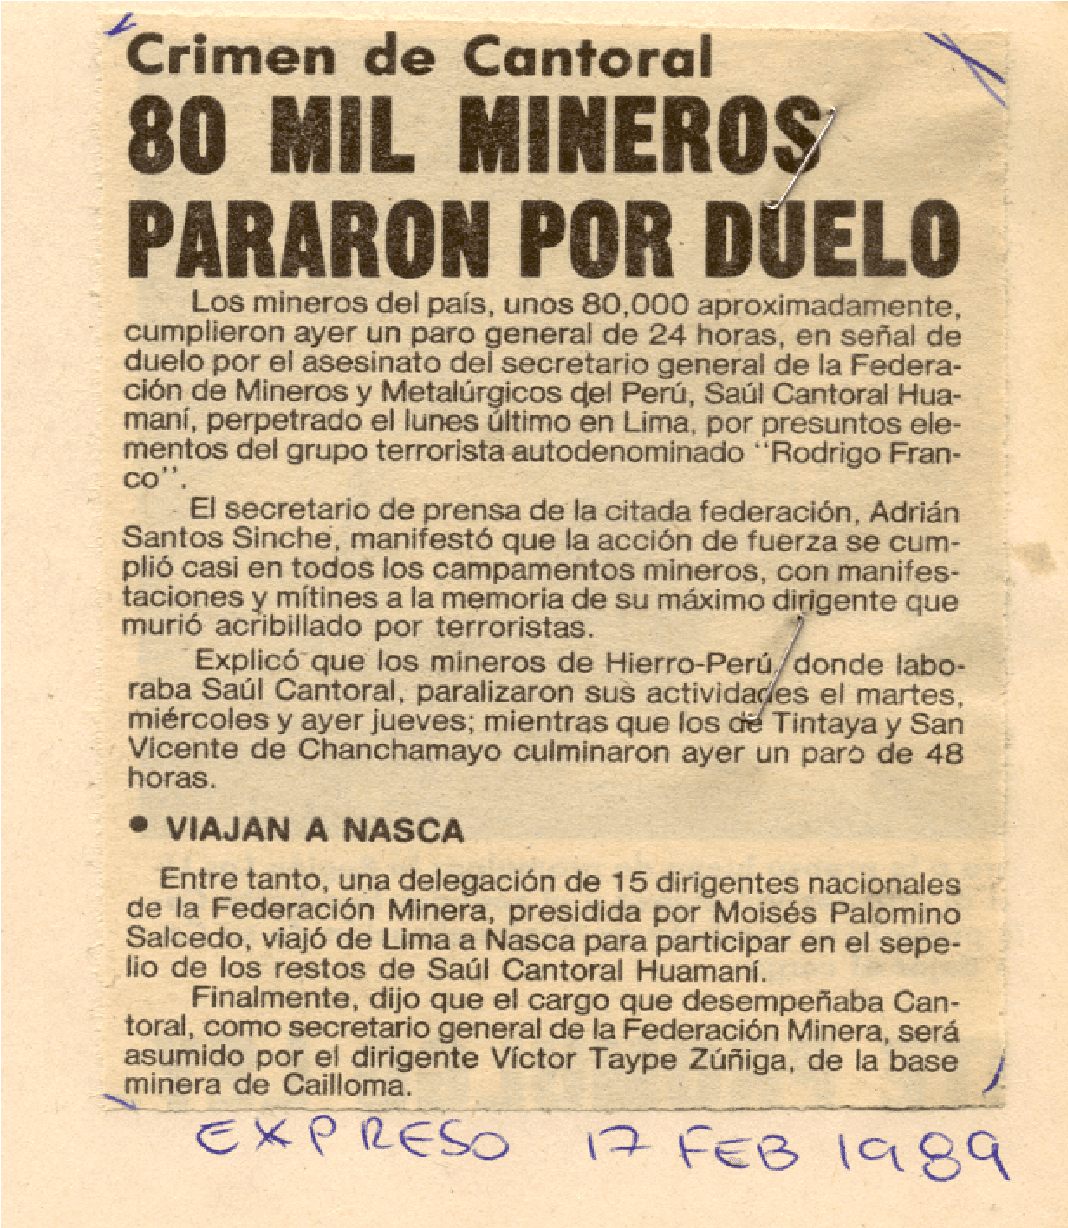 Crimen de Cantoral
80 MIL MINEROS
PARARON POR DUELO
Los mineros del país, unos 80,000 aproximadamente,
cumplieron ayer un paro general de 24 horas, en señal de
duelo por el asesinato del secretario general de la Federa-
ción de Mineros y Metalúrgicos del Perú, Saúl Cantoral Hua-
maní, perpetrado el lunes último en Lima, por presuntos ele-
mentos del grupo terrorista autodenominado "Rodrigo Fran-
co".
El secretario de prensa de la citada federación, Adrián
Santos Sinche, manifestó que la acción de fuerza se cum-
plió casi en todos los campamentos mineros, con manifes-
taciones y mítines a la memoria de su máximo dirigente que
murió acribillado por terroristas.
Explicó que los mineros de Hierro-Perú, donde labo-
raba Saúl Cantoral, paralizaron sus actividades el martes,
miércoles y ayer jueves; mientras que los de Tintaya y San
Vicente de Chanchamayo culminaron ayer un paro de 48
horas.
• VIAJAN A NASCA
Entre tanto, una delegación de 15 dirigentes nacionales
de la Federación Minera, presidida por Moisés Palomino
Salcedo, viajó de Lima a Nasca para participar en el sepe-
lio de los restos de Saúl Cantoral Huamaní.
Finalmente, dijo que el cargo que desempeñaba Can-
toral, como secretario general de la Federación Minera, será
asumido por el dirigente Víctor Taype Zúñiga, de la base
minera de Cailloma.
EXPRESO 17 FEB 1989